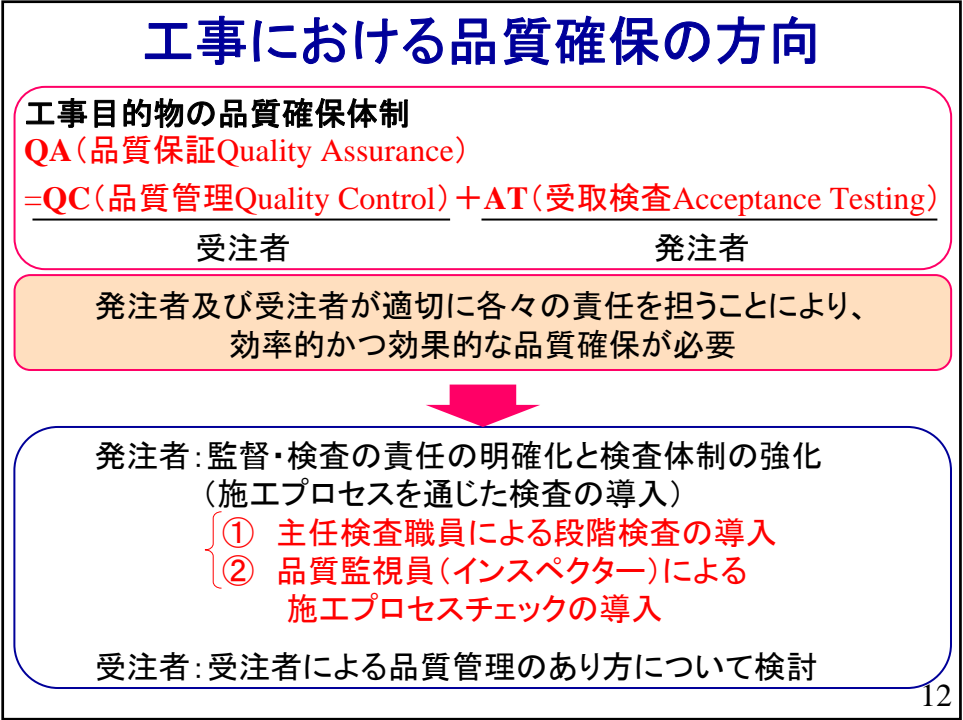 工事における品質確保の方向
工事目的物の品質確保体制
QA（品質保証Quality Assurance）
=QC（品質管理Quality Control）＋AT（受取検査Acceptance Testing）
受注者 発注者
発注者及び受注者が適切に各々の責任を担うことにより、
効率的かつ効果的な品質確保が必要
発注者：監督・検査の責任の明確化と検査体制の強化
（施工プロセスを通じた検査の導入）
① 主任検査職員による段階検査の導入
② 品質監視員（インスペクター）による
施工プロセスチェックの導入
受注者：受注者による品質管理のあり方について検討
12